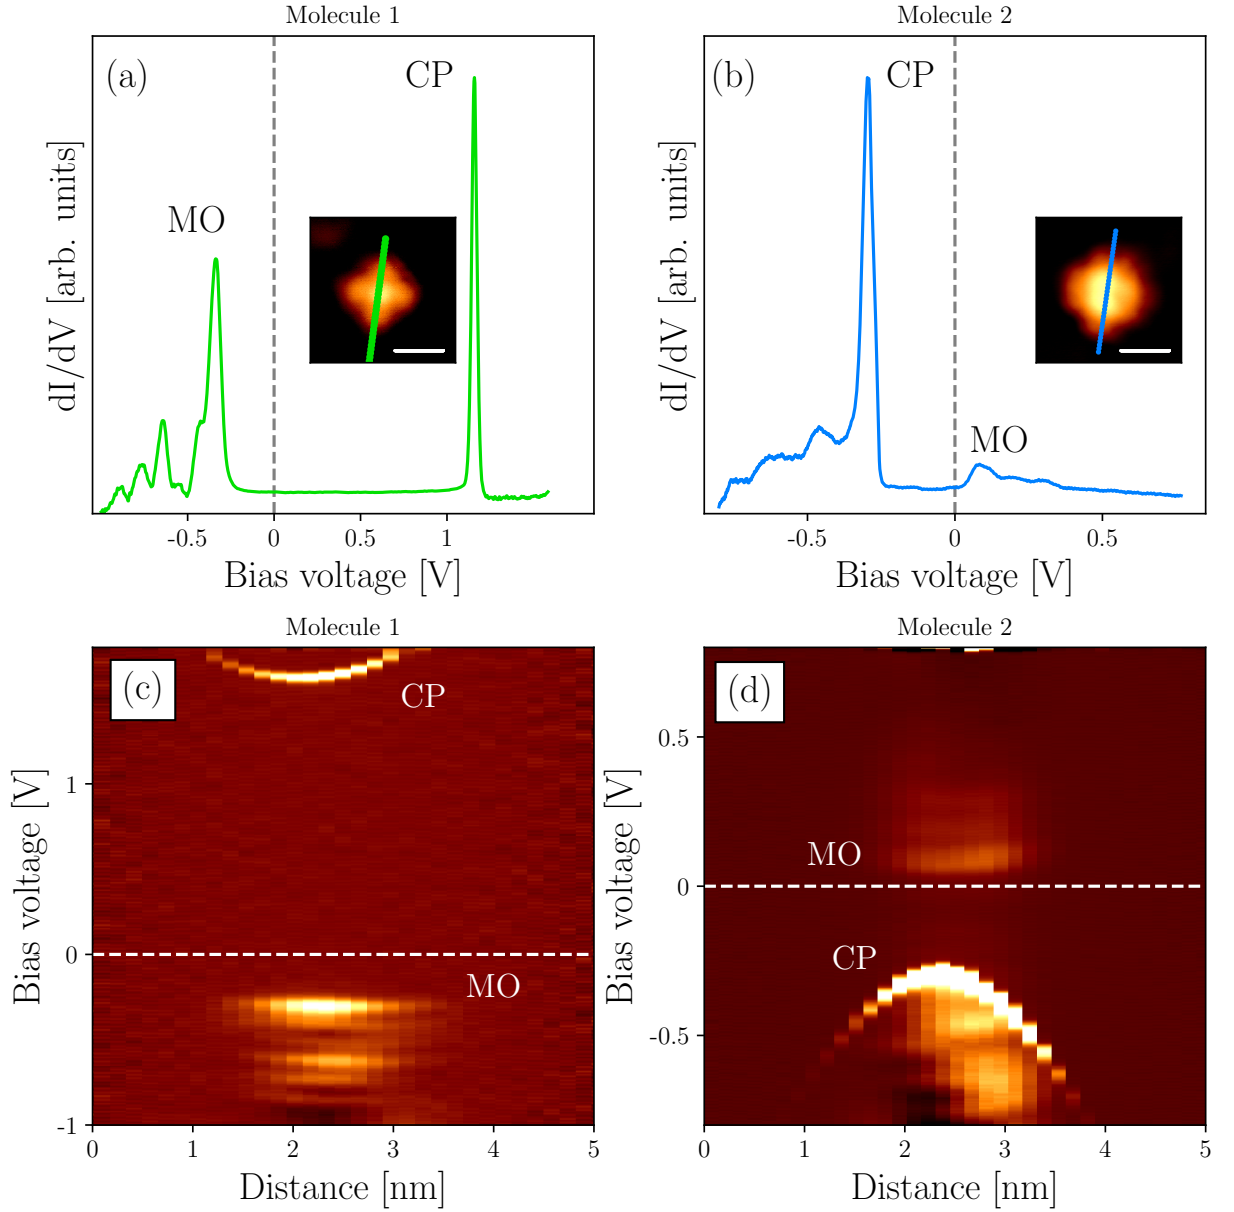 Molecule 1
(a)
CP
MO
dI/dV [arb. units]
-0.5 0 0.5 1
Bias voltage [V]
Molecule 2
(b)
CP
MO
dI/dV [arb. units]
-0.5 0 0.5
Bias voltage [V]
Molecule 1
(c)
CP
MO
Bias voltage [V]
1
0
-1
0 1 2 3 4 5
Distance [nm]
Molecule 2
(d)
MO
CP
Bias voltage [V]
0.5
0
-0.5
0 1 2 3 4 5
Distance [nm]